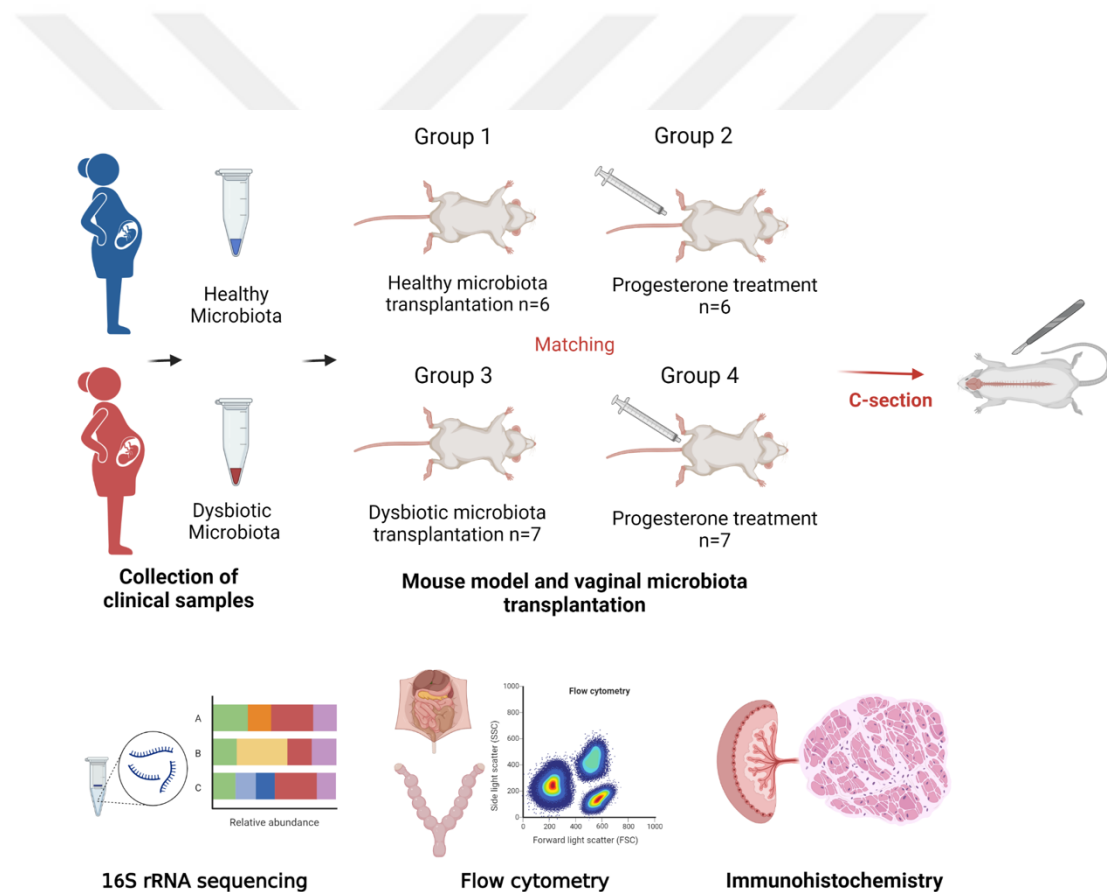 Group 1
Group 2
Healthy
Microbiota
Healthy microbiota
transplantation n=6
Progesterone treatment
n=6
Matching
Group 3
Group 4
C-section
Dysbiotic
Microbiota
Dysbiotic microbiota
transplantation n=7
Progesterone treatment
n=7
Collection of
clinical samples
Mouse model and vaginal microbiota
transplantation
A
B
C
Relative abundance
Flow cytometry
Side light scatter (SSC)
1000
800
600
400
200
0
0 200 400 600 800 1000
Forward light scatter (FSC)
16S rRNA sequencing
Flow cytometry
Immunohistochemistry